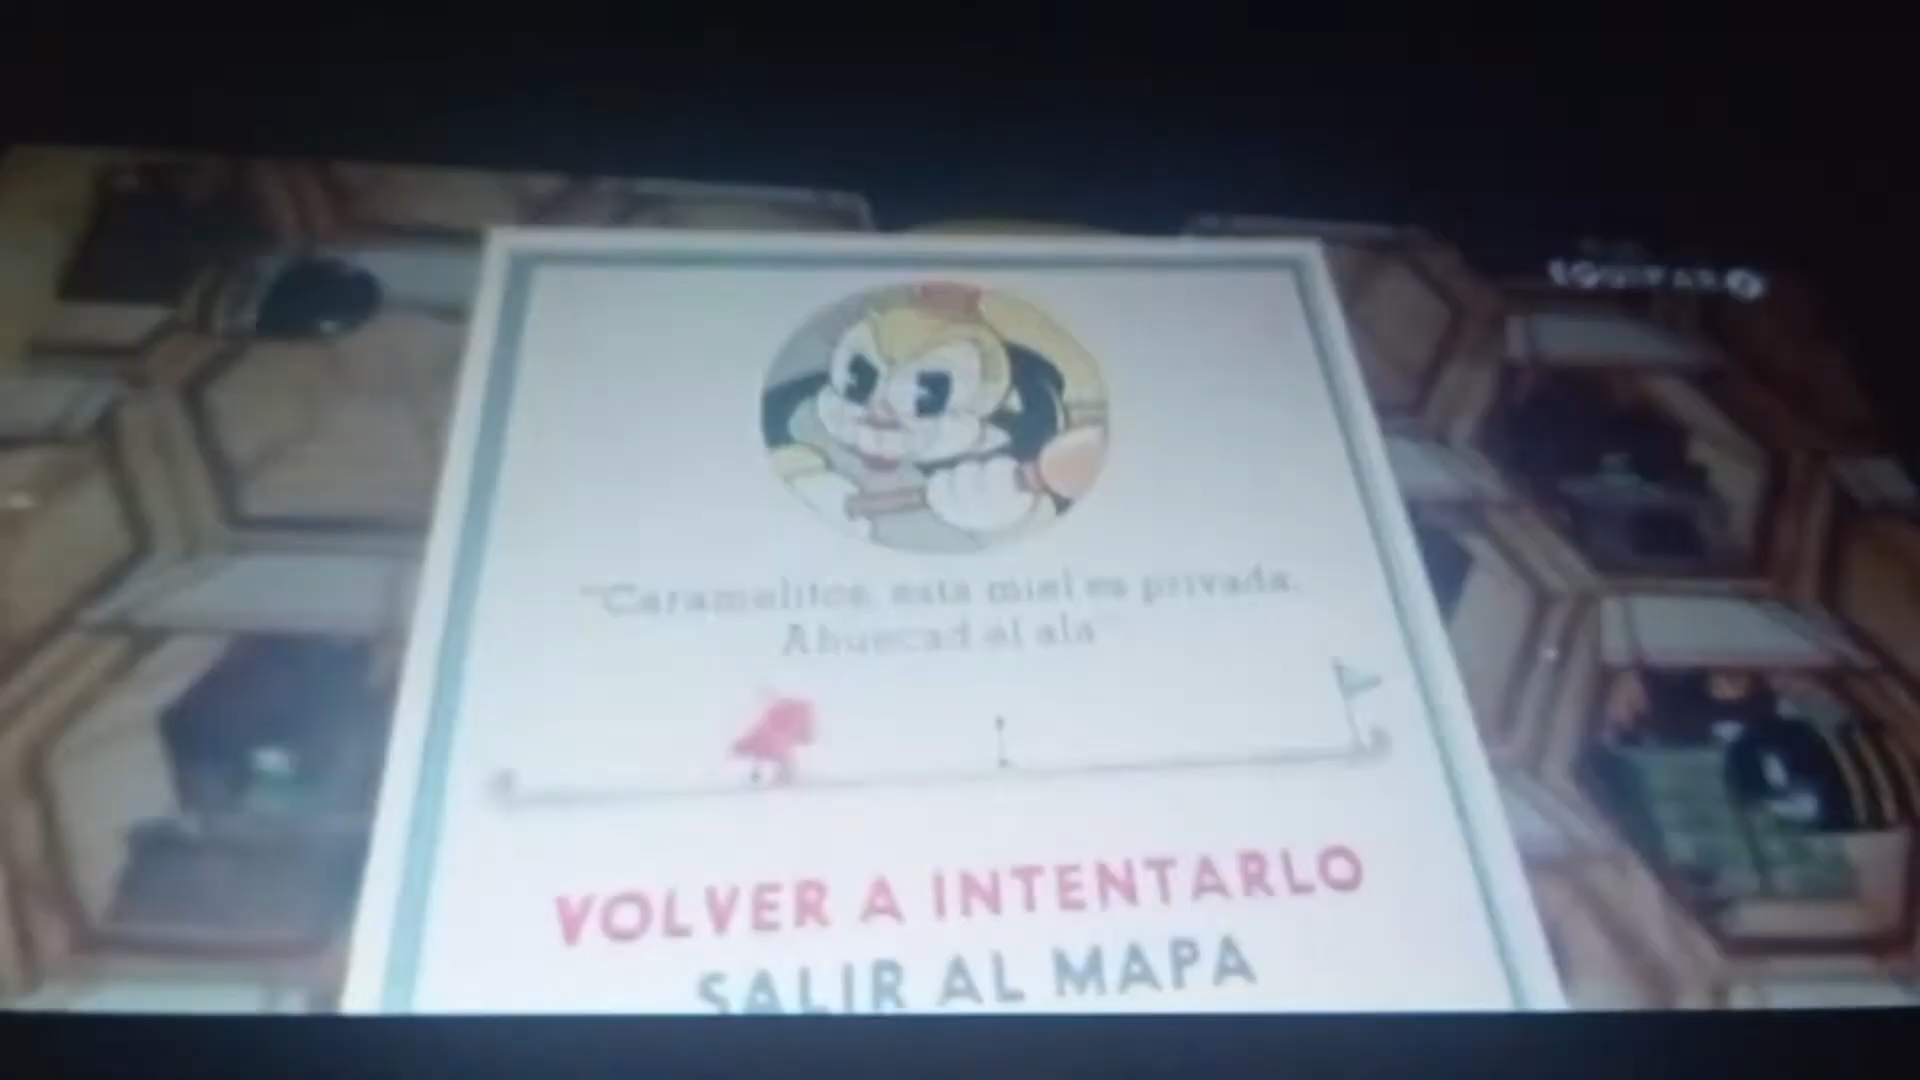 "Caramelitos, esta miel es privada.
Ahuecad el ala
VOLVER A INTENTARLO
SALIR AL MAPA